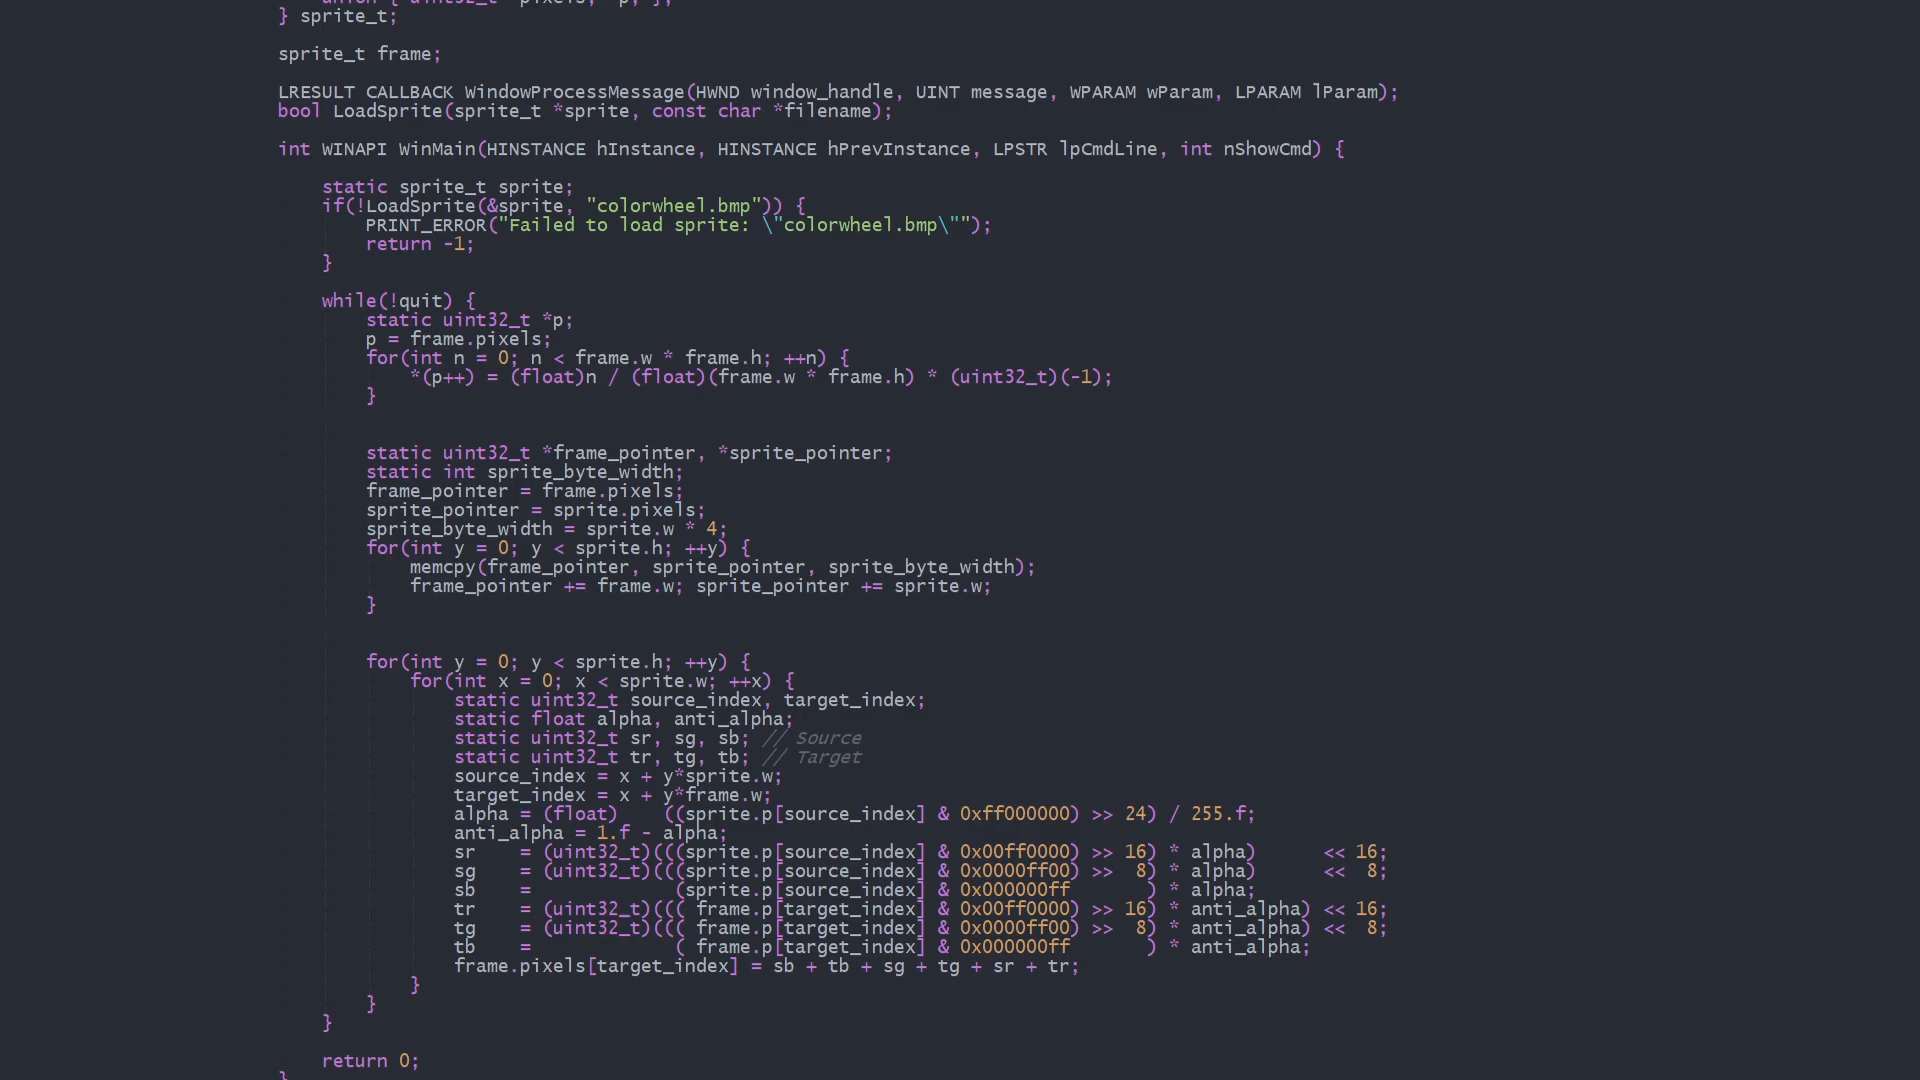 union { uint32_t *pixels, *p; };
} sprite_t;
sprite_t frame;
LRESULT CALLBACK WindowProcessMessage(HWND window_handle, UINT message, WPARAM wParam, LPARAM lParam);
bool LoadSprite(sprite_t *sprite, const char *filename);
int WINAPI WinMain(HINSTANCE hInstance, HINSTANCE hPrevInstance, LPSTR lpCmdLine, int nShowCmd) {
static sprite_t sprite;
if(!LoadSprite(&sprite, "colorwheel.bmp")) {
PRINT_ERROR("Failed to load sprite: \"colorwheel.bmp\"");
return -1;
}
while(!quit) {
static uint32_t *p;
p = frame.pixels;
for(int n = 0; n < frame.w * frame.h; ++n) {
*(p++) = (float)n / (float)(frame.w * frame.h) * (uint32_t)(-1);
}
static uint32_t *frame_pointer, *sprite_pointer;
static int sprite_byte_width;
frame_pointer = frame.pixels;
sprite_pointer = sprite.pixels;
sprite_byte_width = sprite.w * 4;
for(int y = 0; y < sprite.h; ++y) {
memcpy(frame_pointer, sprite_pointer, sprite_byte_width);
frame_pointer += frame.w; sprite_pointer += sprite.w;
}
for(int y = 0; y < sprite.h; ++y) {
for(int x = 0; x < sprite.w; ++x) {
static uint32_t source_index, target_index;
static float alpha, anti_alpha;
static uint32_t sr, sg, sb; // Source
static uint32_t tr, tg, tb; // Target
source_index = x + y*sprite.w;
target_index = x + y*frame.w;
alpha = (float)    ((sprite.p[source_index] & 0xff000000) >> 24) / 255.f;
anti_alpha = 1.f - alpha;
sr    = (uint32_t)(((sprite.p[source_index] & 0x00ff0000) >> 16) * alpha)      << 16;
sg    = (uint32_t)(((sprite.p[source_index] & 0x0000ff00) >>  8) * alpha)      <<  8;
sb    =             (sprite.p[source_index] & 0x000000ff       ) * alpha;
tr    = (uint32_t)((( frame.p[target_index] & 0x00ff0000) >> 16) * anti_alpha) << 16;
tg    = (uint32_t)((( frame.p[target_index] & 0x0000ff00) >>  8) * anti_alpha) <<  8;
tb    =             ( frame.p[target_index] & 0x000000ff       ) * anti_alpha;
frame.pixels[target_index] = sb + tb + sg + tg + sr + tr;
}
}
}
return 0;
}